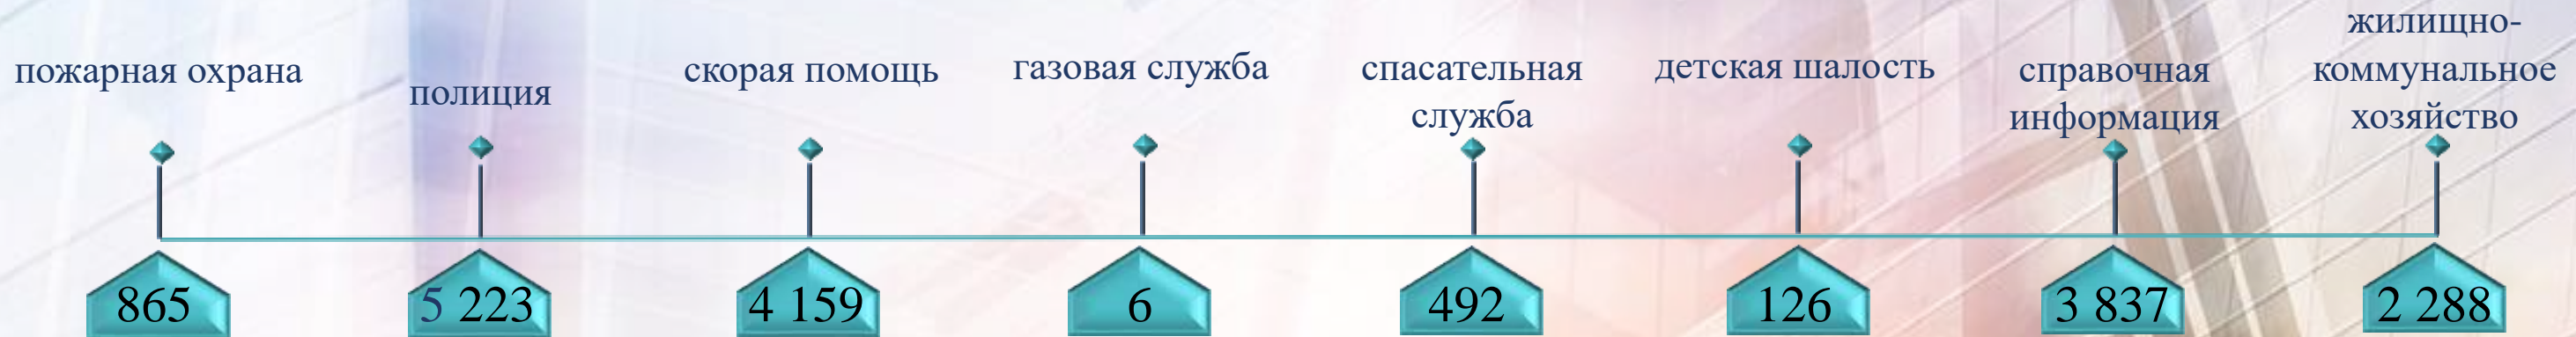 пожарная охрана
полиция
скорая помощь
газовая служба
спасательная
служба
детская шалость
справочная
информация
жилищно-
коммунальное
хозяйство
865
5 223
4 159
6
492
126
3 837
2 288